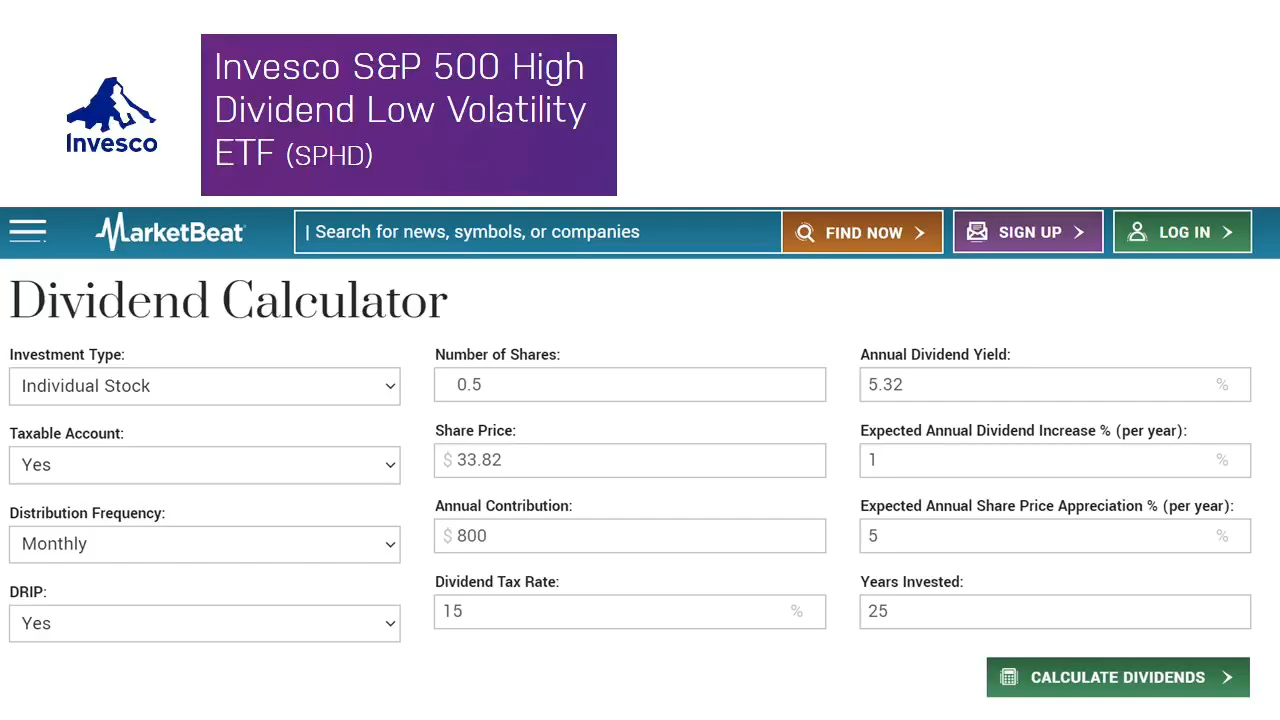 Invesco
Invesco S&P 500 High
Dividend Low Volatility
ETF (SPHD)
MarketBeat
| Search for news, symbols, or companies
FIND NOW
SIGN UP
LOG IN
Dividend Calculator
Investment Type:
Individual Stock
Taxable Account:
Yes
Distribution Frequency:
Monthly
DRIP:
Yes
Number of Shares:
0.5
Share Price:
$ 33.82
Annual Contribution:
$ 800
Dividend Tax Rate:
15 %
Annual Dividend Yield:
5.32 %
Expected Annual Dividend Increase % (per year):
1 %
Expected Annual Share Price Appreciation % (per year):
5 %
Years Invested:
25
CALCULATE DIVIDENDS